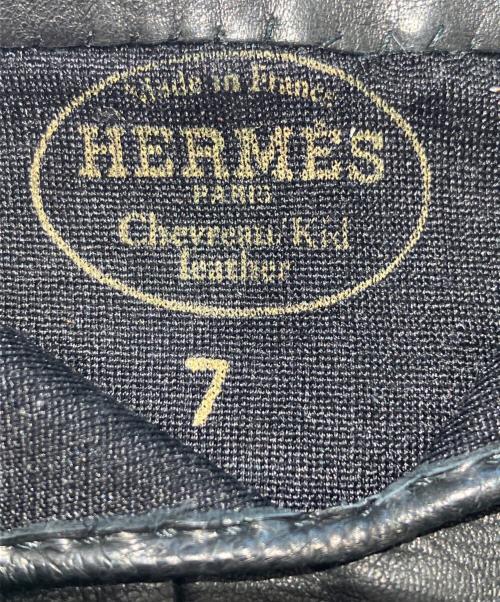 Made in France
HERMÈS
PARIS
Chevreau/Kid
leather
7